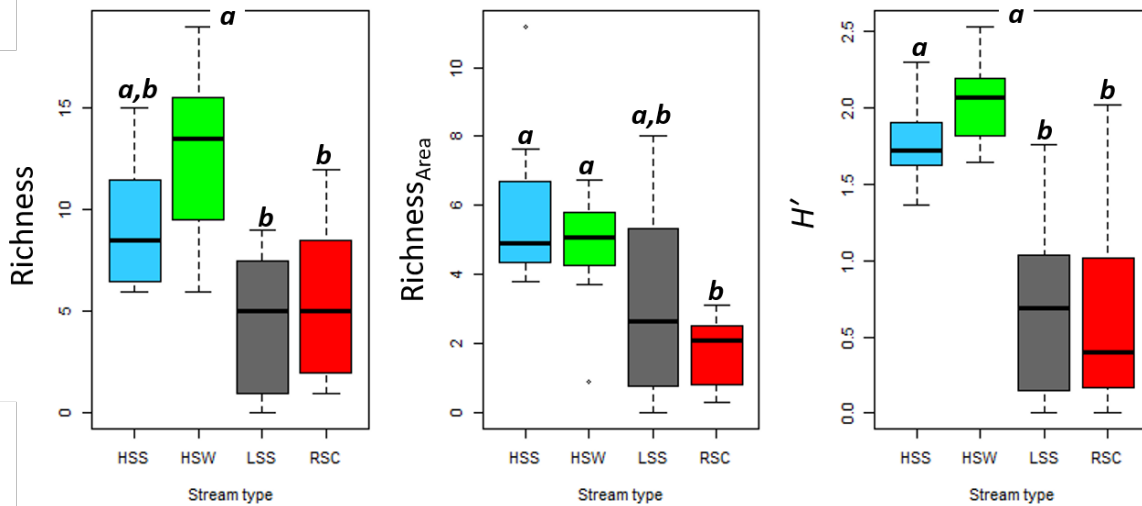 Richness
0
5
10
15
a,b
a
b
b
HSS HSW LSS RSC
Stream type
RichnessArea
0
2
4
6
8
10
a
a
a,b
b
HSS HSW LSS RSC
Stream type
H′
0.0
0.5
1.0
1.5
2.0
2.5
a
a
b
b
HSS HSW LSS RSC
Stream type